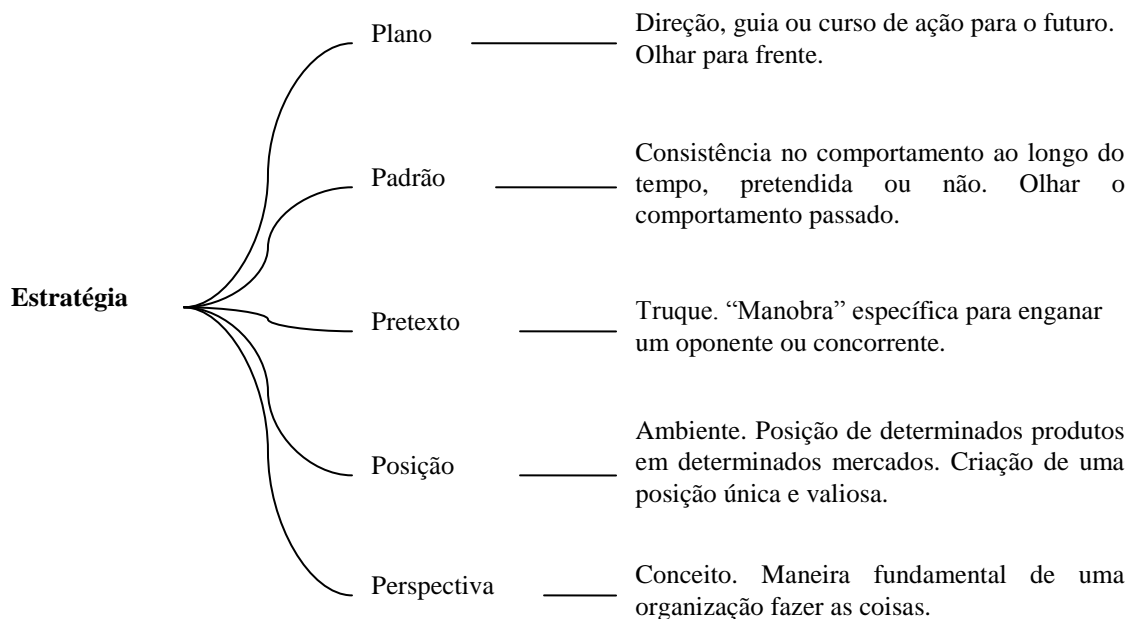 Plano
Direção, guia ou curso de ação para o futuro.
Olhar para frente.
Padrão
Consistência no comportamento ao longo do
tempo, pretendida ou não. Olhar o
comportamento passado.
Estratégia
Pretexto
Truque. “Manobra” específica para enganar
um oponente ou concorrente.
Posição
Ambiente. Posição de determinados produtos
em determinados mercados. Criação de uma
posição única e valiosa.
Perspectiva
Conceito. Maneira fundamental de uma
organização fazer as coisas.